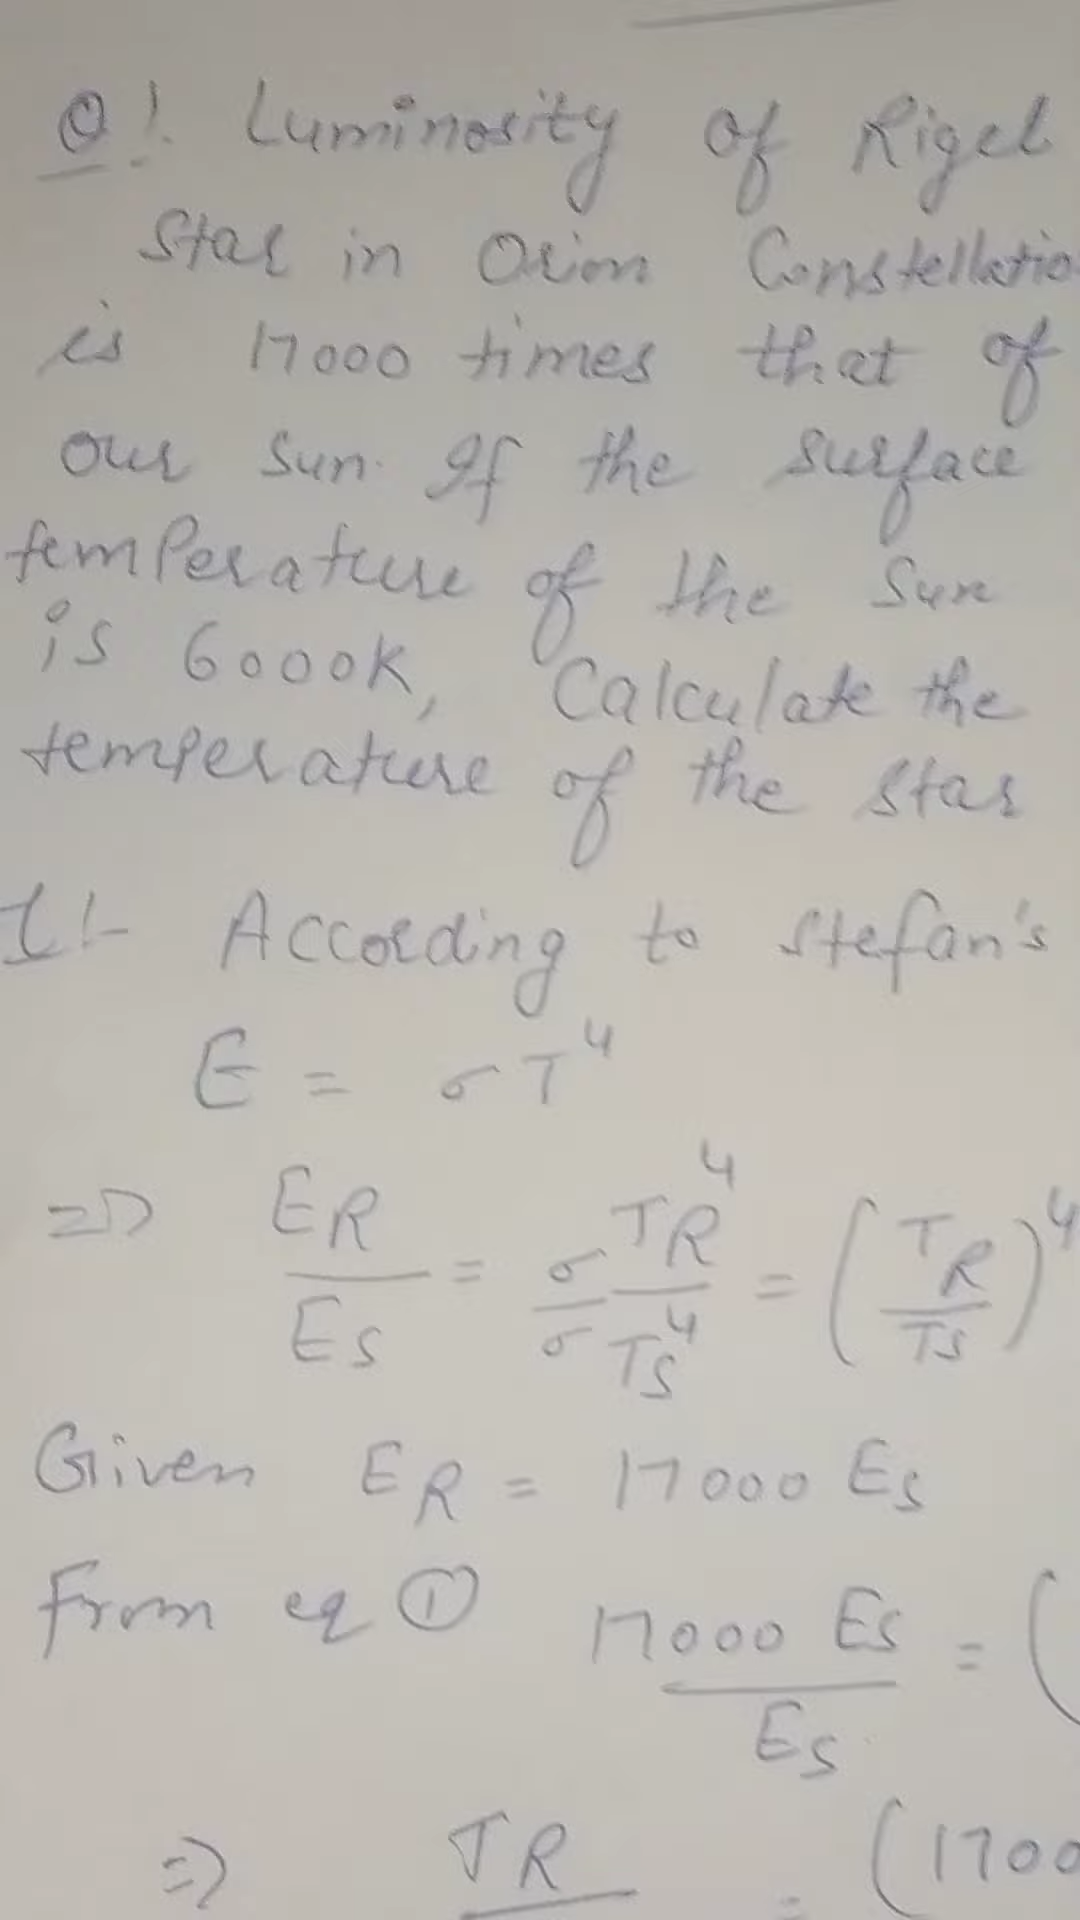 Q! Luminosity of Rigel
Star in Orion Constellatio
is 17000 times that of
our sun. If the surface
temperature of the Sun
is 6000K, Calculate the
temperature of the star
1!- According to Stefan's
E = σT⁴
=> ER/Es = σ TR⁴/σ Ts⁴ = (TR/Ts)⁴
Given ER = 17000 Es
From eq ① 17000 Es/Es = (
=> TR = (1700